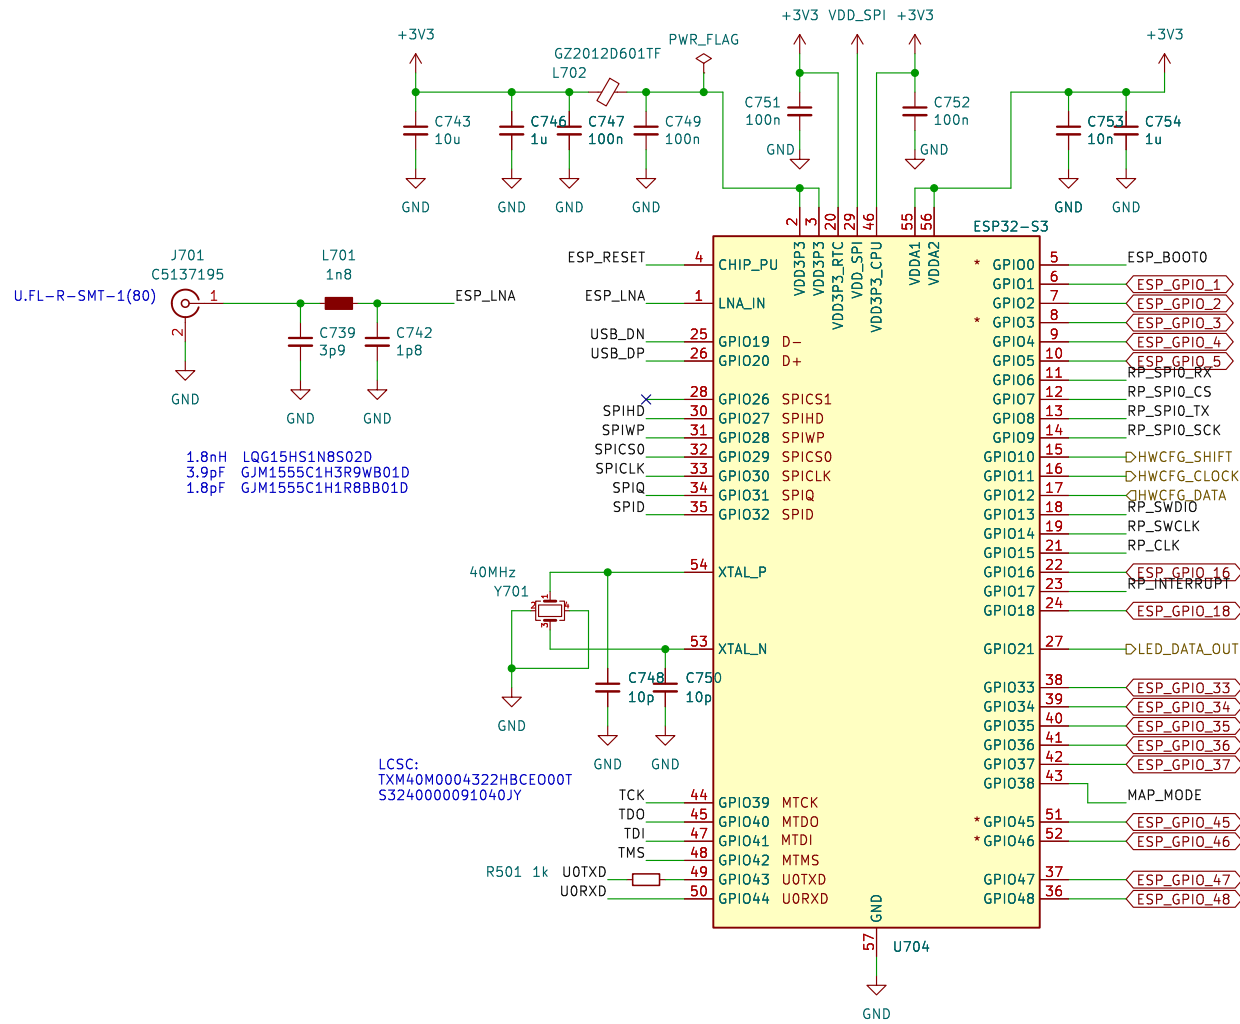 +3V3
GZ2012D601TF
L702
PWR_FLAG
+3V3
VDD_SPI
+3V3
+3V3
C743
10u
C746
1u
C747
100n
C749
100n
C751
100n
C752
100n
C753
10n
C754
1u
GND
GND
GND
GND
GND
GND
GND
GND
J701
C5137195
U.FL-R-SMT-1(80)
1
2
GND
L701
1n8
ESP_LNA
C739
3p9
C742
1p8
GND
GND
1.8nH LQG15HS1N8S02D
3.9pF GJM1555C1H3R9WB01D
1.8pF GJM1555C1H1R8BB01D
ESP32-S3
2 VDD3P3
3 VDD3P3
20 VDD3P3_RTC
29 VDD_SPI
46 VDD3P3_CPU
55 VDDA1
56 VDDA2
ESP_RESET 4 CHIP_PU
ESP_LNA 1 LNA_IN
USB_DN 25 GPIO19 D-
USB_DP 26 GPIO20 D+
28 GPIO26 SPICS1
SPIHD 30 GPIO27 SPIHD
SPIWP 31 GPIO28 SPIWP
SPICS0 32 GPIO29 SPICS0
SPICLK 33 GPIO30 SPICLK
SPIQ 34 GPIO31 SPIQ
SPID 35 GPIO32 SPID
54 XTAL_P
53 XTAL_N
40MHz
Y701
1
2
4
3
GND
C748
10p
C750
10p
GND
GND
LCSC:
TXM40M0004322HBCEO00T
S3240000091040JY
TCK 44 GPIO39 MTCK
TDO 45 GPIO40 MTDO
TDI 47 GPIO41 MTDI
TMS 48 GPIO42 MTMS
R501 1k U0TXD 49 GPIO43 U0TXD
U0RXD 50 GPIO44 U0RXD
* GPIO0 5 ESP_BOOT0
GPIO1 6 ESP_GPIO_1
GPIO2 7 ESP_GPIO_2
* GPIO3 8 ESP_GPIO_3
GPIO4 9 ESP_GPIO_4
GPIO5 10 ESP_GPIO_5
GPIO6 11 RP_SPI0_RX
GPIO7 12 RP_SPI0_CS
GPIO8 13 RP_SPI0_TX
GPIO9 14 RP_SPI0_SCK
GPIO10 15 HWCFG_SHIFT
GPIO11 16 HWCFG_CLOCK
GPIO12 17 HWCFG_DATA
GPIO13 18 RP_SWDIO
GPIO14 19 RP_SWCLK
GPIO15 21 RP_CLK
GPIO16 22 ESP_GPIO_16
GPIO17 23 RP_INTERRUPT
GPIO18 24 ESP_GPIO_18
GPIO21 27 LED_DATA_OUT
GPIO33 38 ESP_GPIO_33
GPIO34 39 ESP_GPIO_34
GPIO35 40 ESP_GPIO_35
GPIO36 41 ESP_GPIO_36
GPIO37 42 ESP_GPIO_37
GPIO38 43 MAP_MODE
* GPIO45 51 ESP_GPIO_45
* GPIO46 52 ESP_GPIO_46
GPIO47 37 ESP_GPIO_47
GPIO48 36 ESP_GPIO_48
GND
57
U704
GND